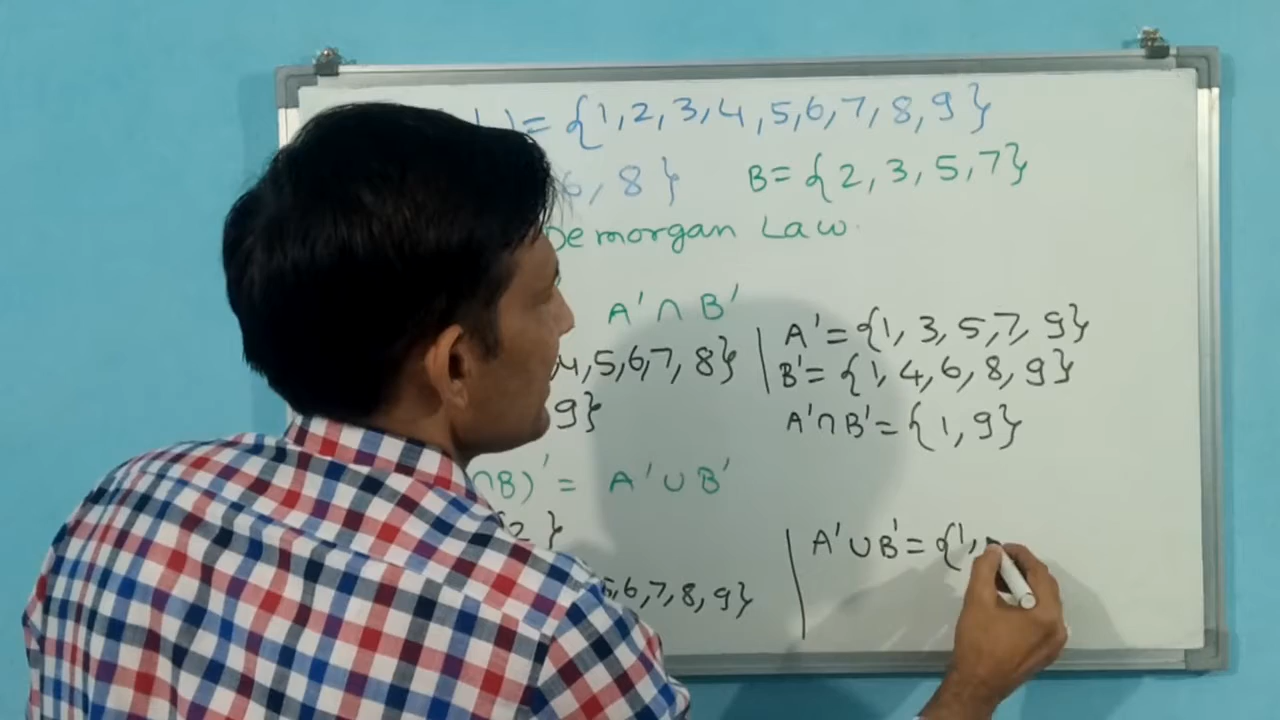 U = {1,2,3,4,5,6,7,8,9}
6, 8} B = {2, 3, 5, 7}
Demorgan Law.
A' ∩ B'
4,5,6,7, 8}
9}
A' = {1, 3, 5, 7, 9}
B' = {1, 4, 6, 8, 9}
A'∩B' = {1, 9}
∩B)' = A' ∪ B'
{2}
5,6,7,8,9}
A'∪B' = {1,